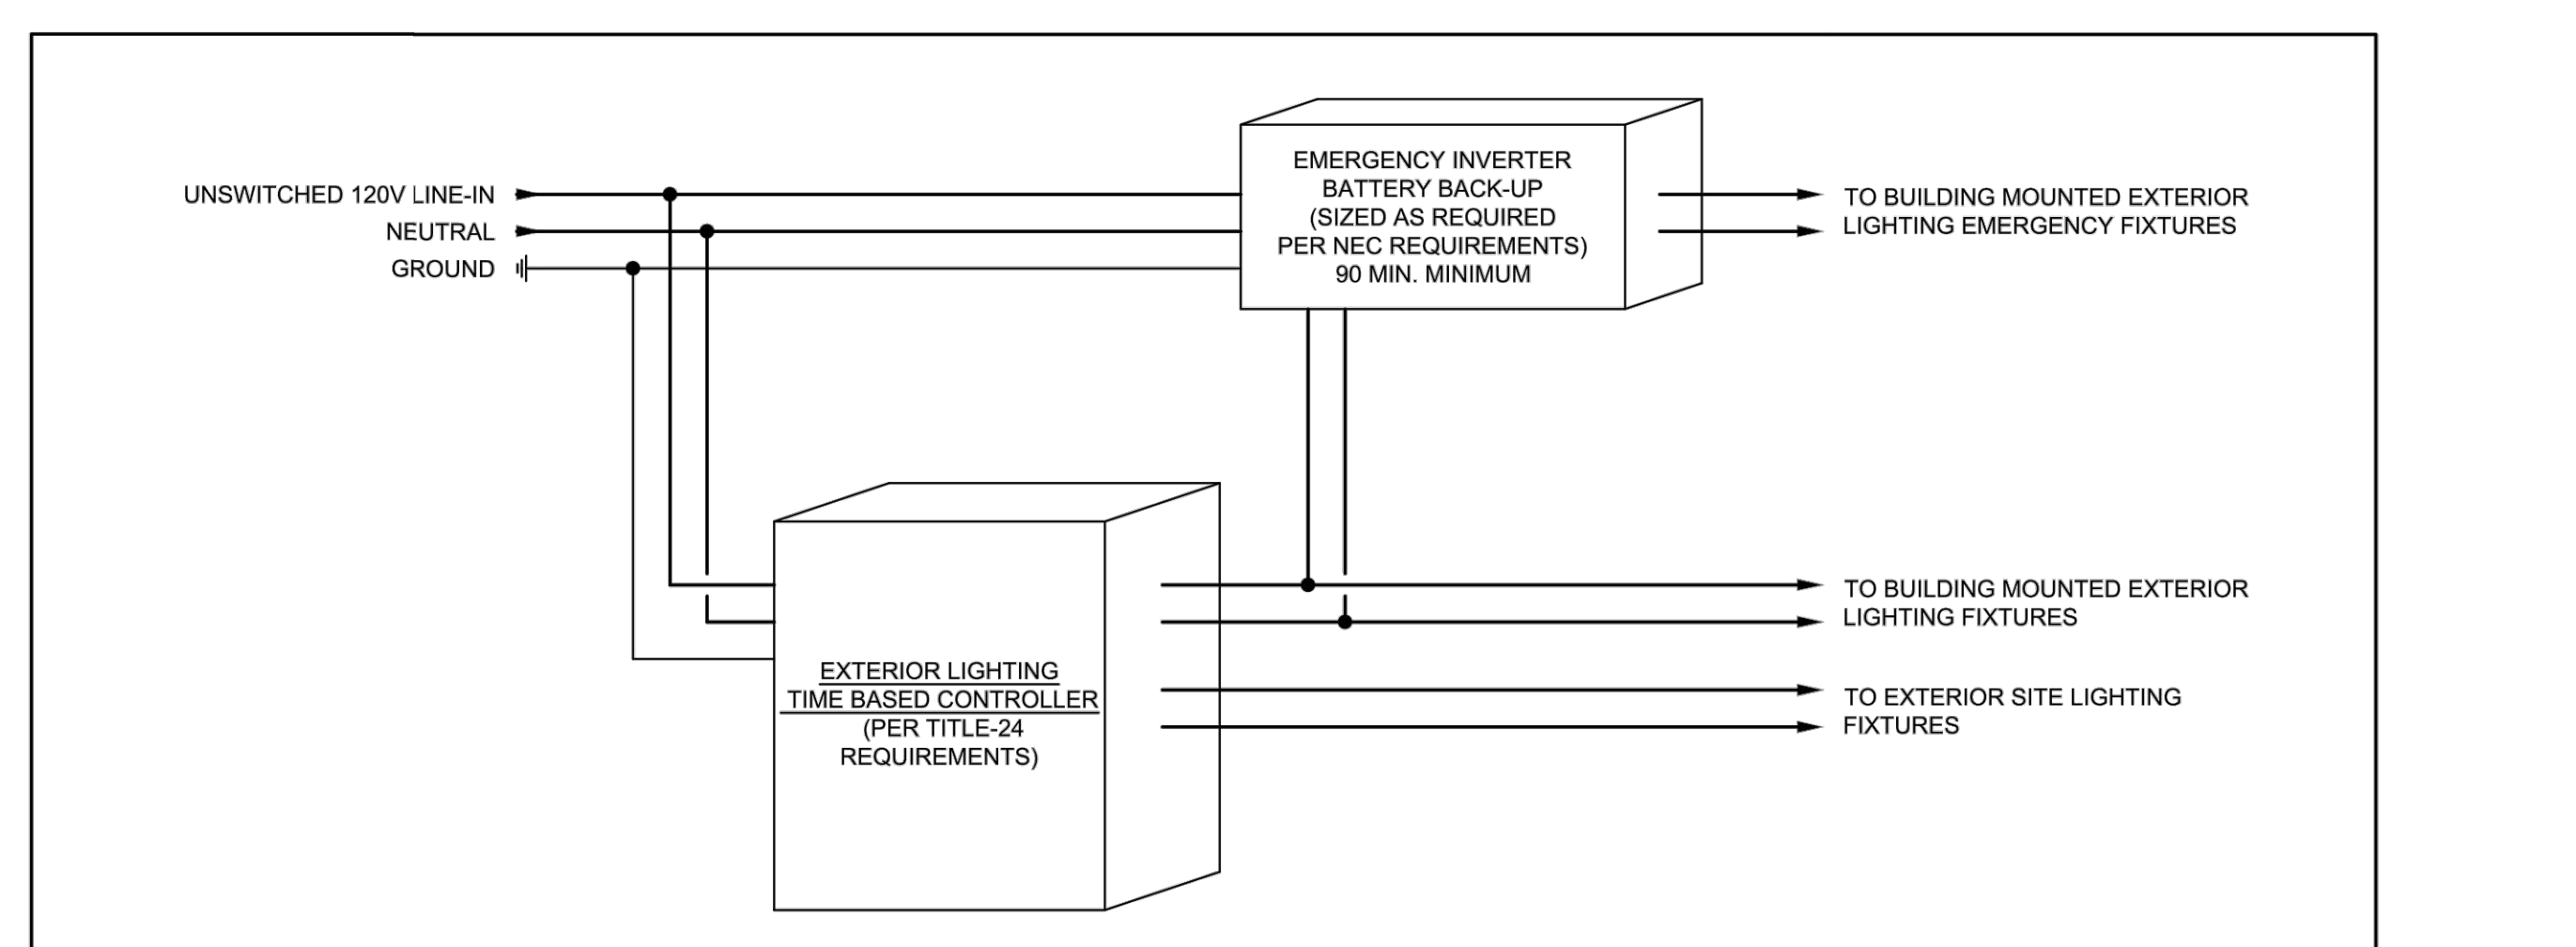 UNSWITCHED 120V LINE-IN
NEUTRAL
GROUND
EMERGENCY INVERTER
BATTERY BACK-UP
(SIZED AS REQUIRED
PER NEC REQUIREMENTS)
90 MIN. MINIMUM
TO BUILDING MOUNTED EXTERIOR
LIGHTING EMERGENCY FIXTURES
EXTERIOR LIGHTING
TIME BASED CONTROLLER
(PER TITLE-24
REQUIREMENTS)
TO BUILDING MOUNTED EXTERIOR
LIGHTING FIXTURES
TO EXTERIOR SITE LIGHTING
FIXTURES